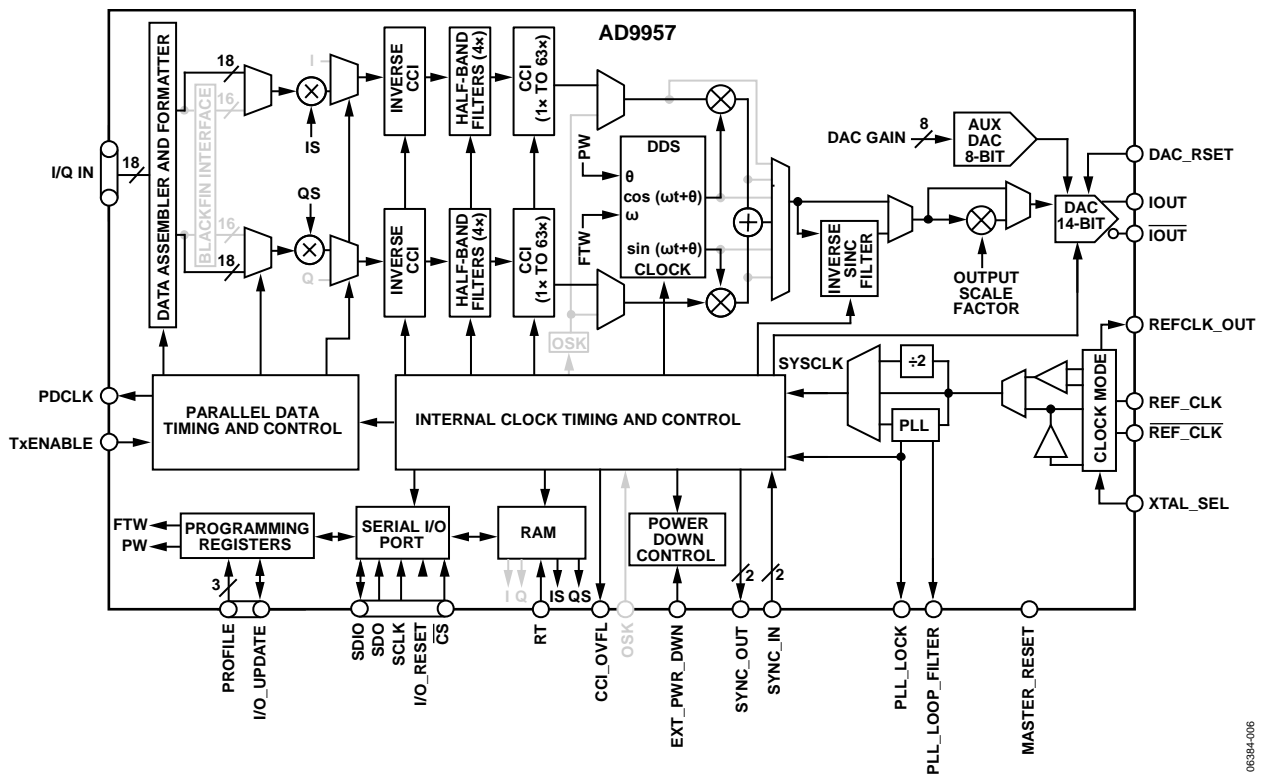 AD9957
I/Q IN
18
DATA ASSEMBLER AND FORMATTER
BLACKFIN INTERFACE
18
16
16
18
IS
QS
I
Q
INVERSE
CCI
HALF-BAND
FILTERS (4×)
CCI
(1× TO 63×)
INVERSE
CCI
HALF-BAND
FILTERS (4×)
CCI
(1× TO 63×)
OSK
PW
FTW
DDS
θ
cos (ωt+θ)
ω
sin (ωt+θ)
CLOCK
INVERSE
SINC
FILTER
OUTPUT
SCALE
FACTOR
DAC GAIN
8
AUX
DAC
8-BIT
DAC
14-BIT
DAC_RSET
IOUT
IOUT
REFCLK_OUT
REF_CLK
REF_CLK
XTAL_SEL
CLOCK MODE
SYSCLK
÷2
PLL
PDCLK
TxENABLE
PARALLEL DATA
TIMING AND CONTROL
INTERNAL CLOCK TIMING AND CONTROL
FTW
PW
PROGRAMMING
REGISTERS
SERIAL I/O
PORT
RAM
POWER
DOWN
CONTROL
3
I
Q
IS
QS
2
2
PROFILE
I/O_UPDATE
SDIO
SDO
SCLK
I/O_RESET
CS
RT
CCI_OVFL
OSK
EXT_PWR_DWN
SYNC_OUT
SYNC_IN
PLL_LOCK
PLL_LOOP_FILTER
MASTER_RESET
06384-006